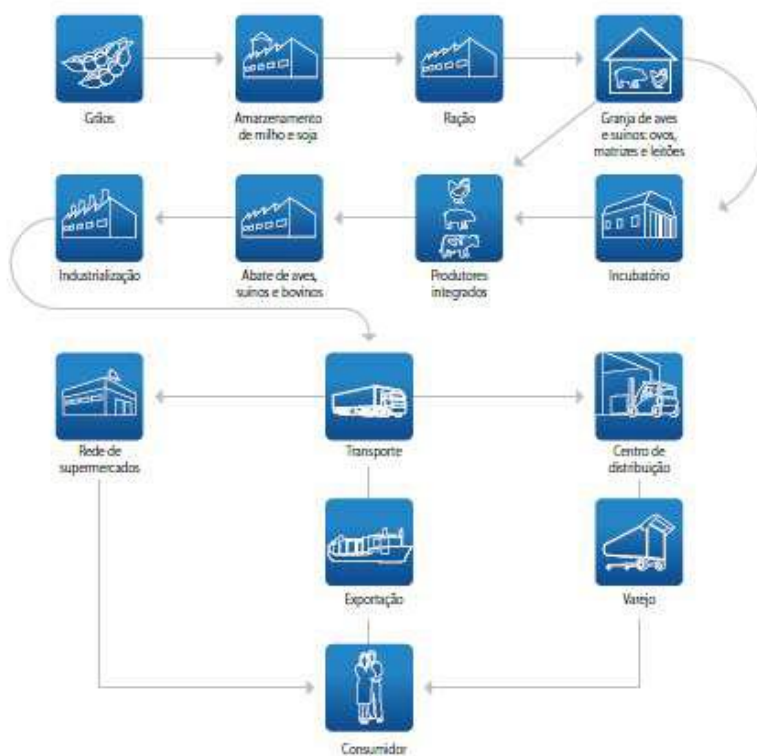 Grãos
Amarzenamento
de milho e soja
Ração
Granja de aves
e suínos: ovos,
matrizes e leitões
Industrialização
Abate de aves,
suínos e bovinos
Produtores
integrados
Incubatório
Rede de
supermercados
Transporte
Centro de
distribuição
Exportação
Varejo
Consumidor